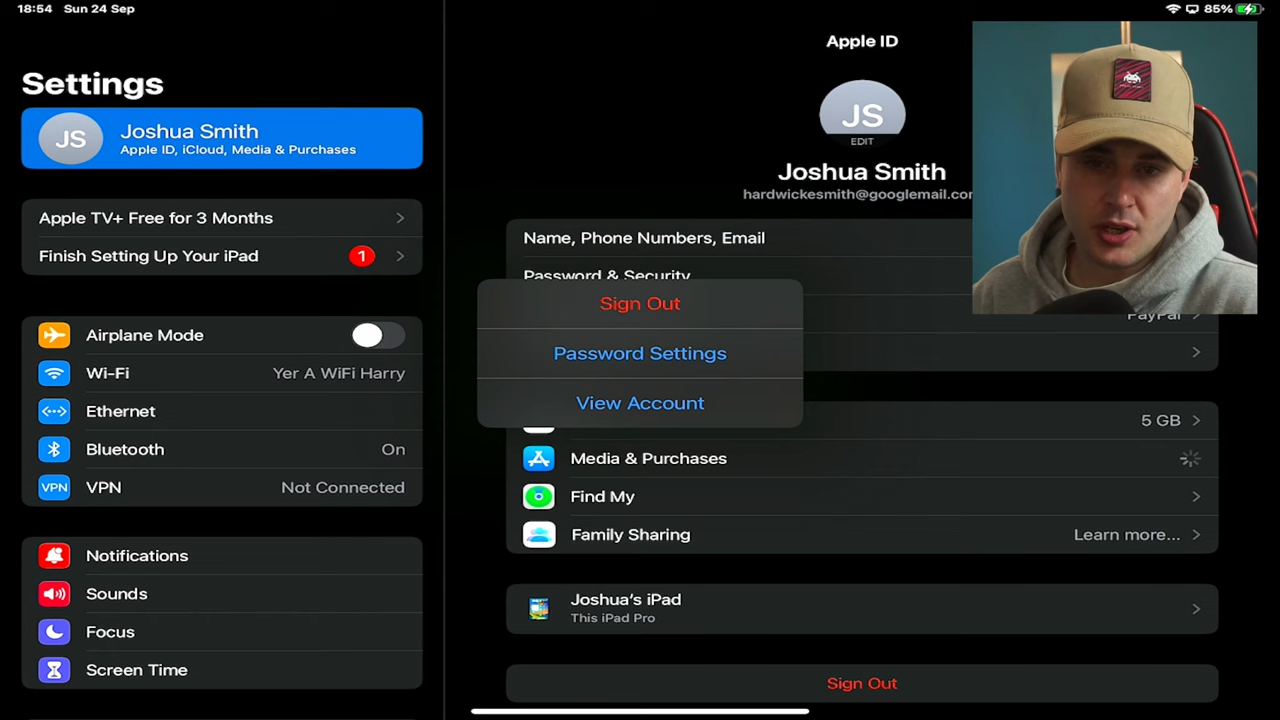 18:54 Sun 24 Sep
85%
Settings
JS
Joshua Smith
Apple ID, iCloud, Media & Purchases
Apple TV+ Free for 3 Months
Finish Setting Up Your iPad
1
Airplane Mode
Wi-Fi
Yer A WiFi Harry
Ethernet
Bluetooth
On
VPN
VPN
Not Connected
Notifications
Sounds
Focus
Screen Time
Apple ID
JS
EDIT
Joshua Smith
hardwickesmith@googlemail.com
Name, Phone Numbers, Email
Password & Security
PayPal
Sign Out
Password Settings
View Account
5 GB
Media & Purchases
Find My
Family Sharing
Learn more...
Joshua's iPad
This iPad Pro
Sign Out